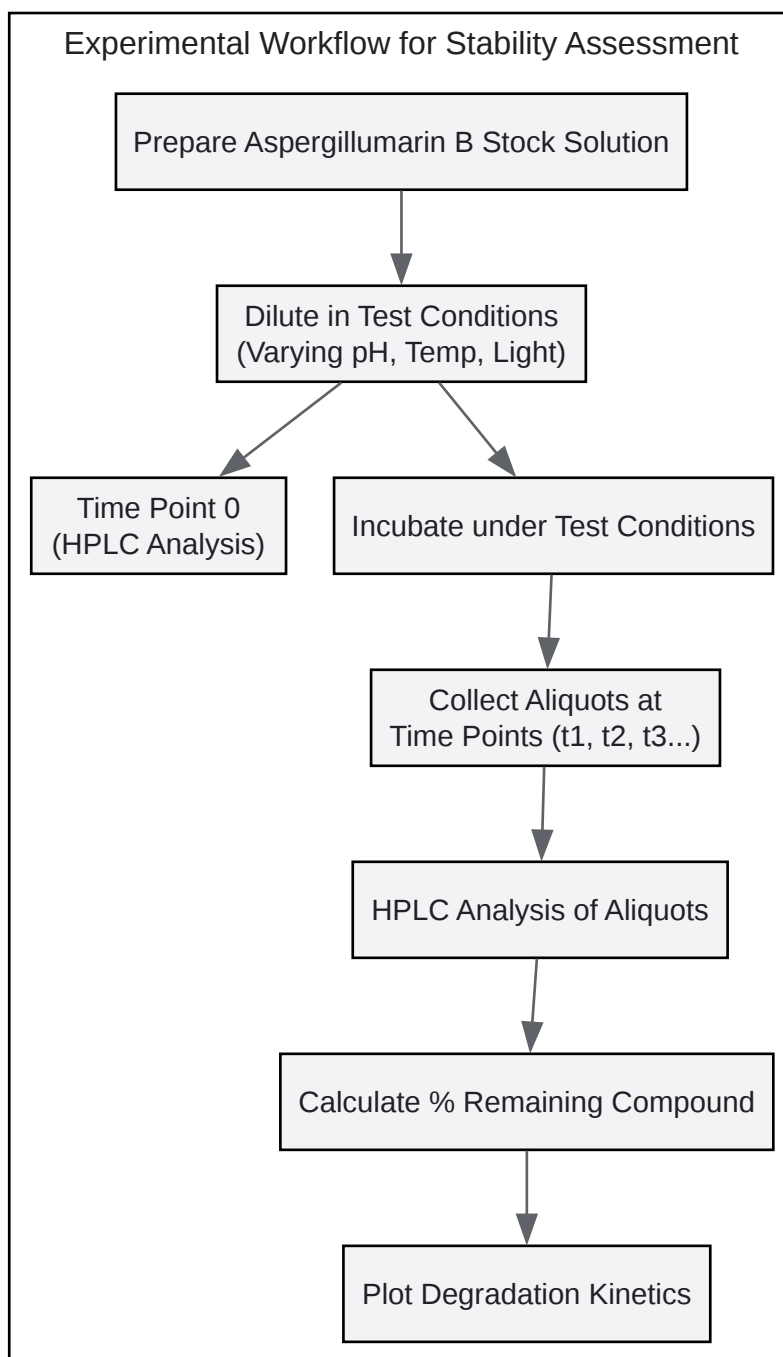 Experimental Workflow for Stability Assessment
Prepare Aspergillumarin B Stock Solution
Dilute in Test Conditions
(Varying pH, Temp, Light)
Time Point 0
(HPLC Analysis)
Incubate under Test Conditions
Collect Aliquots at
Time Points (t1, t2, t3...)
HPLC Analysis of Aliquots
Calculate % Remaining Compound
Plot Degradation Kinetics